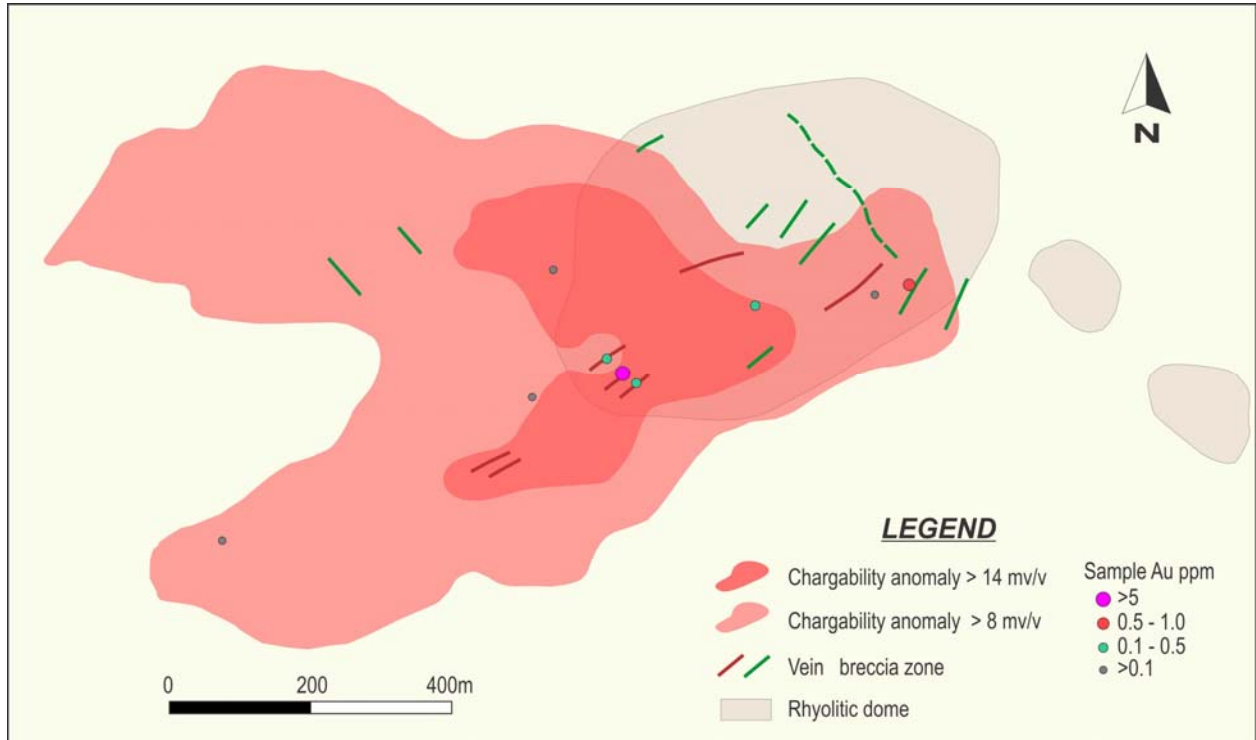 N
LEGEND
Chargability anomaly > 14 mv/v
Chargability anomaly > 8 mv/v
Vein breccia zone
Rhyolitic dome
Sample Au ppm
>5
0.5 - 1.0
0.1 - 0.5
>0.1
0 200 400m